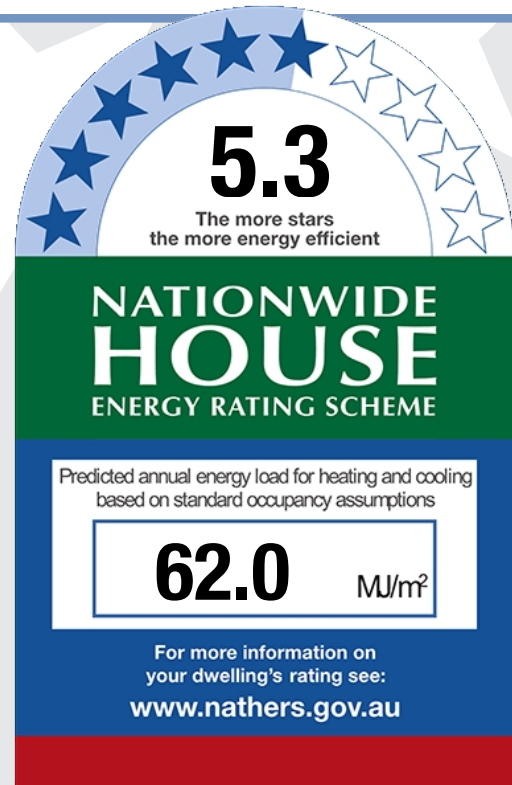 5.3
The more stars
the more energy efficient
NATIONWIDE
HOUSE
ENERGY RATING SCHEME
Predicted annual energy load for heating and cooling
based on standard occupancy assumptions
62.0 MJ/m²
For more information on
your dwelling's rating see:
www.nathers.gov.au